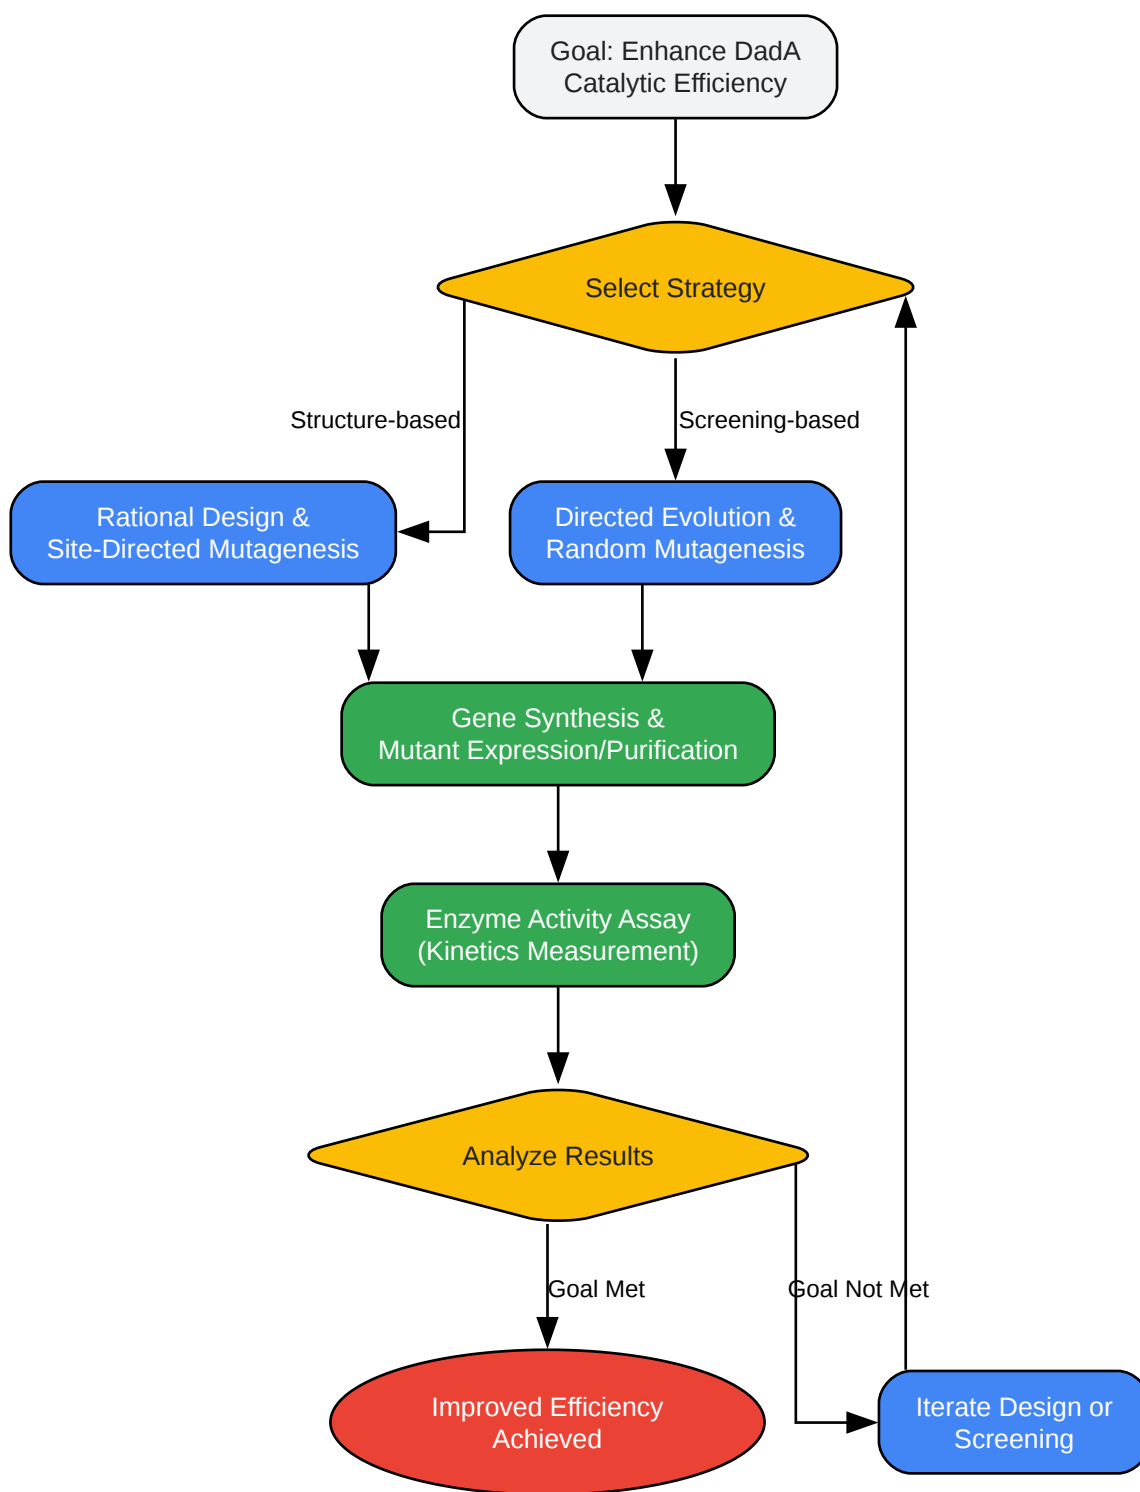 Goal: Enhance DadA
Catalytic Efficiency
Select Strategy
Structure-based
Screening-based
Rational Design &
Site-Directed Mutagenesis
Directed Evolution &
Random Mutagenesis
Gene Synthesis &
Mutant Expression/Purification
Enzyme Activity Assay
(Kinetics Measurement)
Analyze Results
Goal Met
Goal Not Met
Improved Efficiency
Achieved
Iterate Design or
Screening